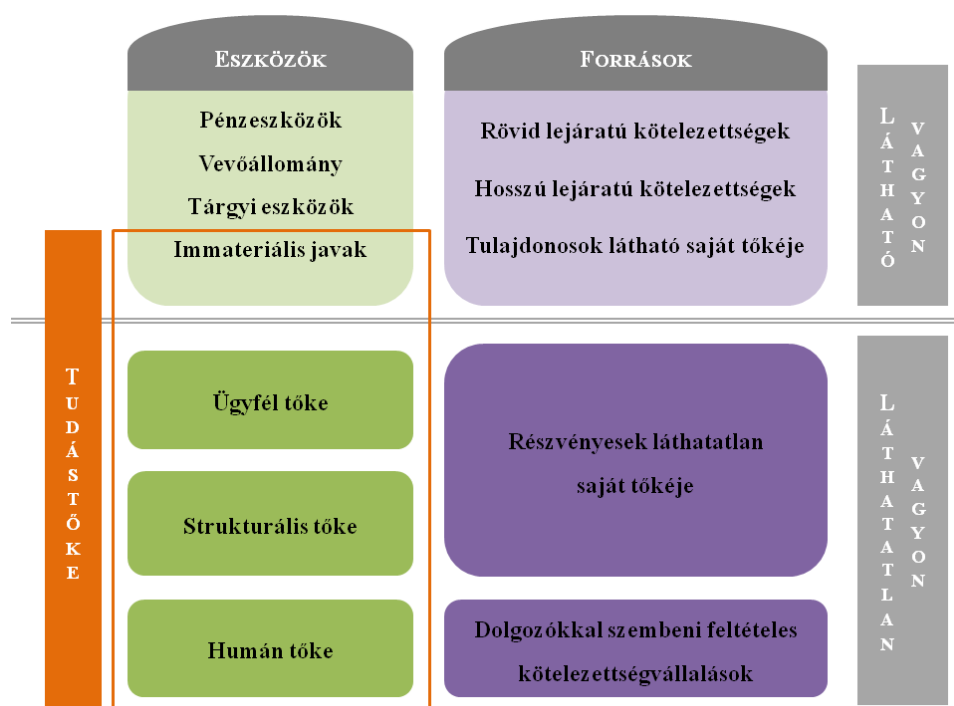 ESZKÖZÖK
FORRÁSOK
Pénzeszközök
Vevőállomány
Tárgyi eszközök
Immateriális javak
Rövid lejáratú kötelezettségek
Hosszú lejáratú kötelezettségek
Tulajdonosok látható saját tőkéje
LÁTHATÓ
VAGYON
TUDÁSTŐKE
Ügyfél tőke
Strukturális tőke
Humán tőke
Részvényesek láthatatlan
saját tőkéje
Dolgozókkal szembeni feltételes
kötelezettségvállalások
LÁTHATATLAN
VAGYON